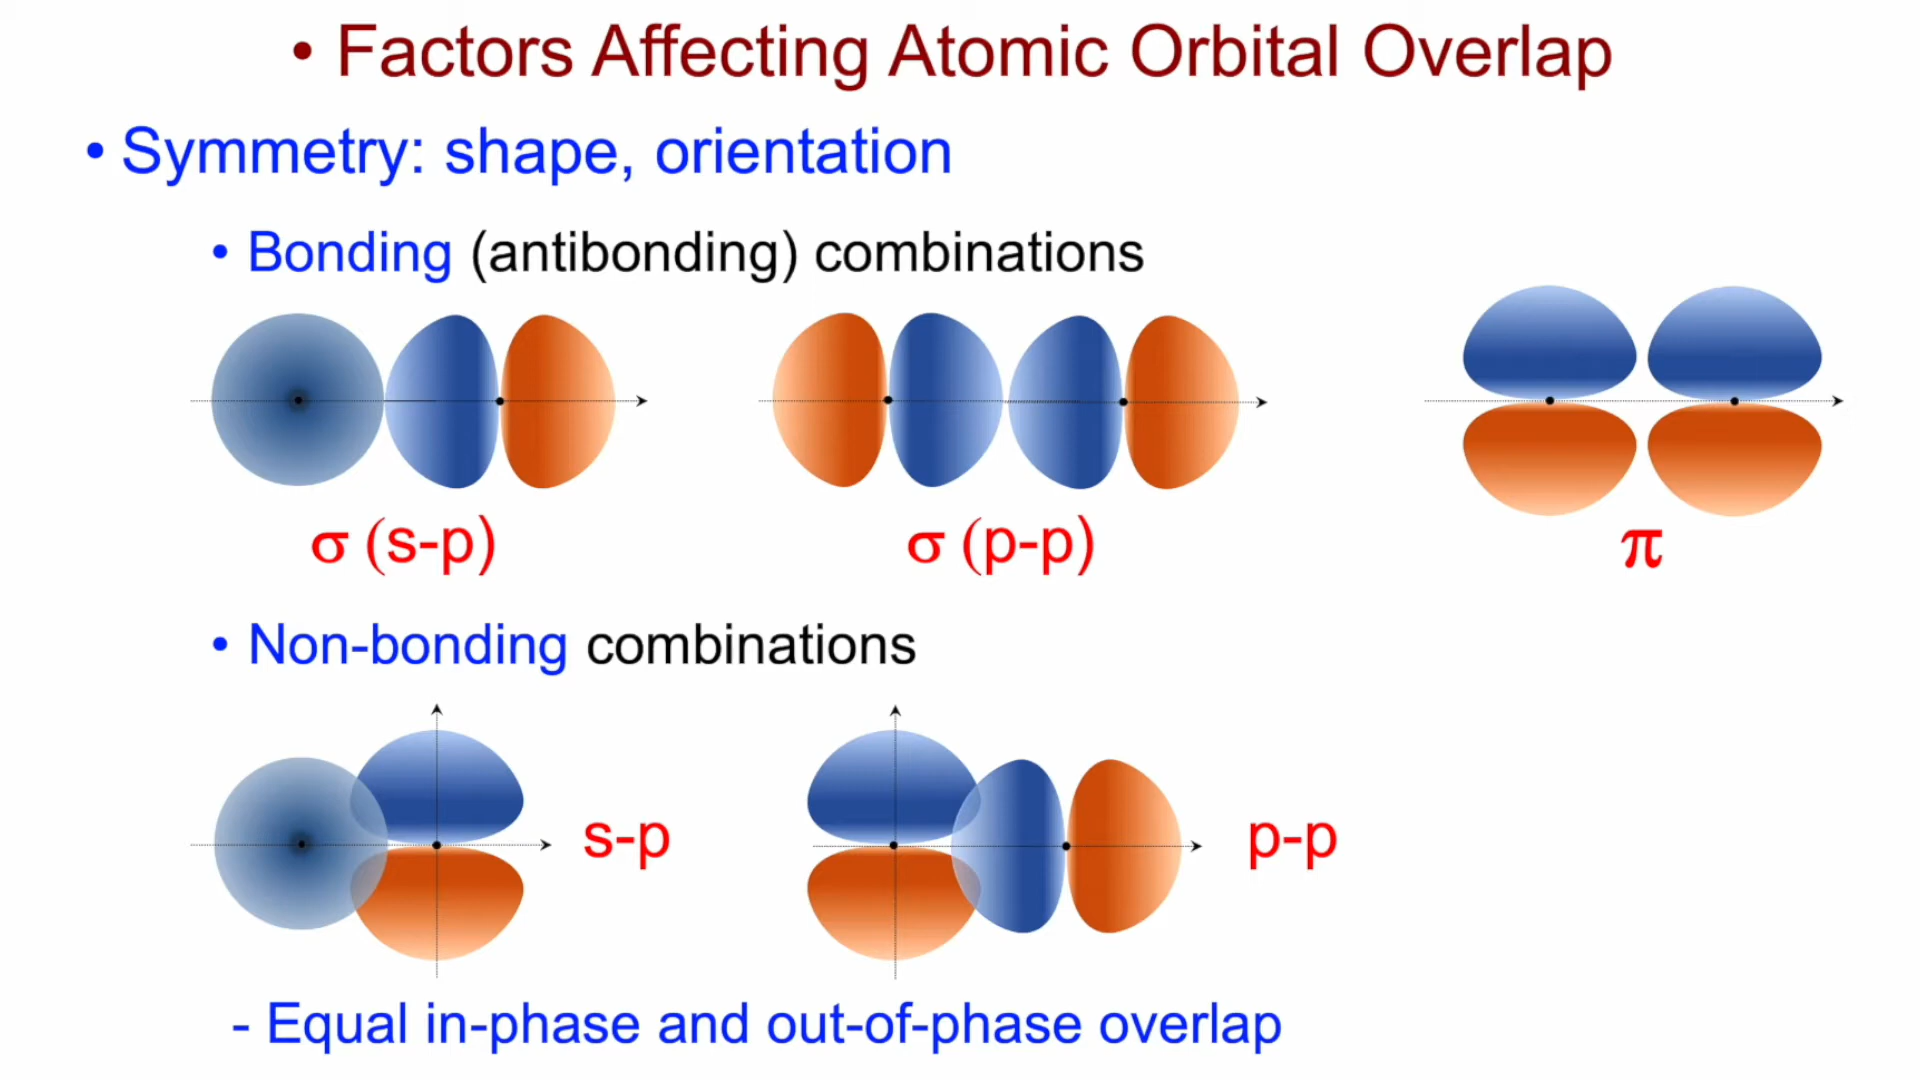 • Factors Affecting Atomic Orbital Overlap
• Symmetry: shape, orientation
• Bonding (antibonding) combinations
σ (s-p)
σ (p-p)
π
• Non-bonding combinations
s-p
p-p
- Equal in-phase and out-of-phase overlap